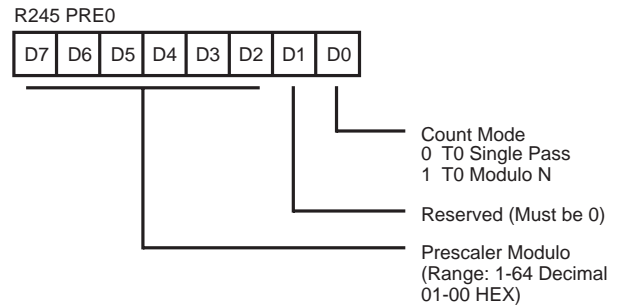 R245 PRE0
D7 D6 D5 D4 D3 D2 D1 D0
Count Mode
0 T0 Single Pass
1 T0 Modulo N
Reserved (Must be 0)
Prescaler Modulo
(Range: 1-64 Decimal
01-00 HEX)